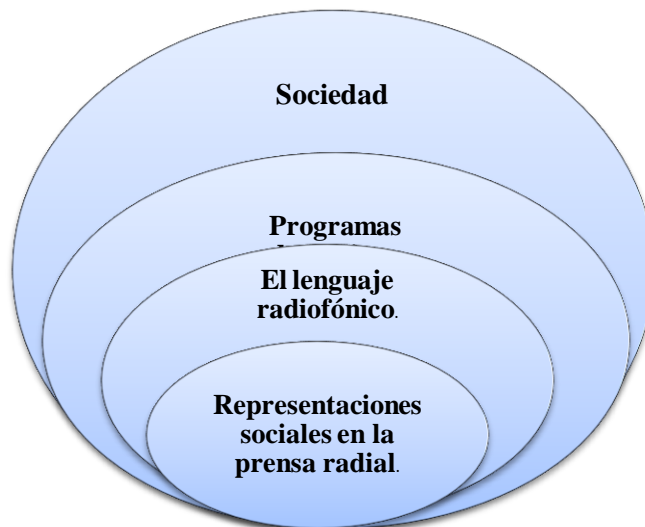 Sociedad
Programas
El lenguaje
radiofónico.
Representaciones
sociales en la
prensa radial.